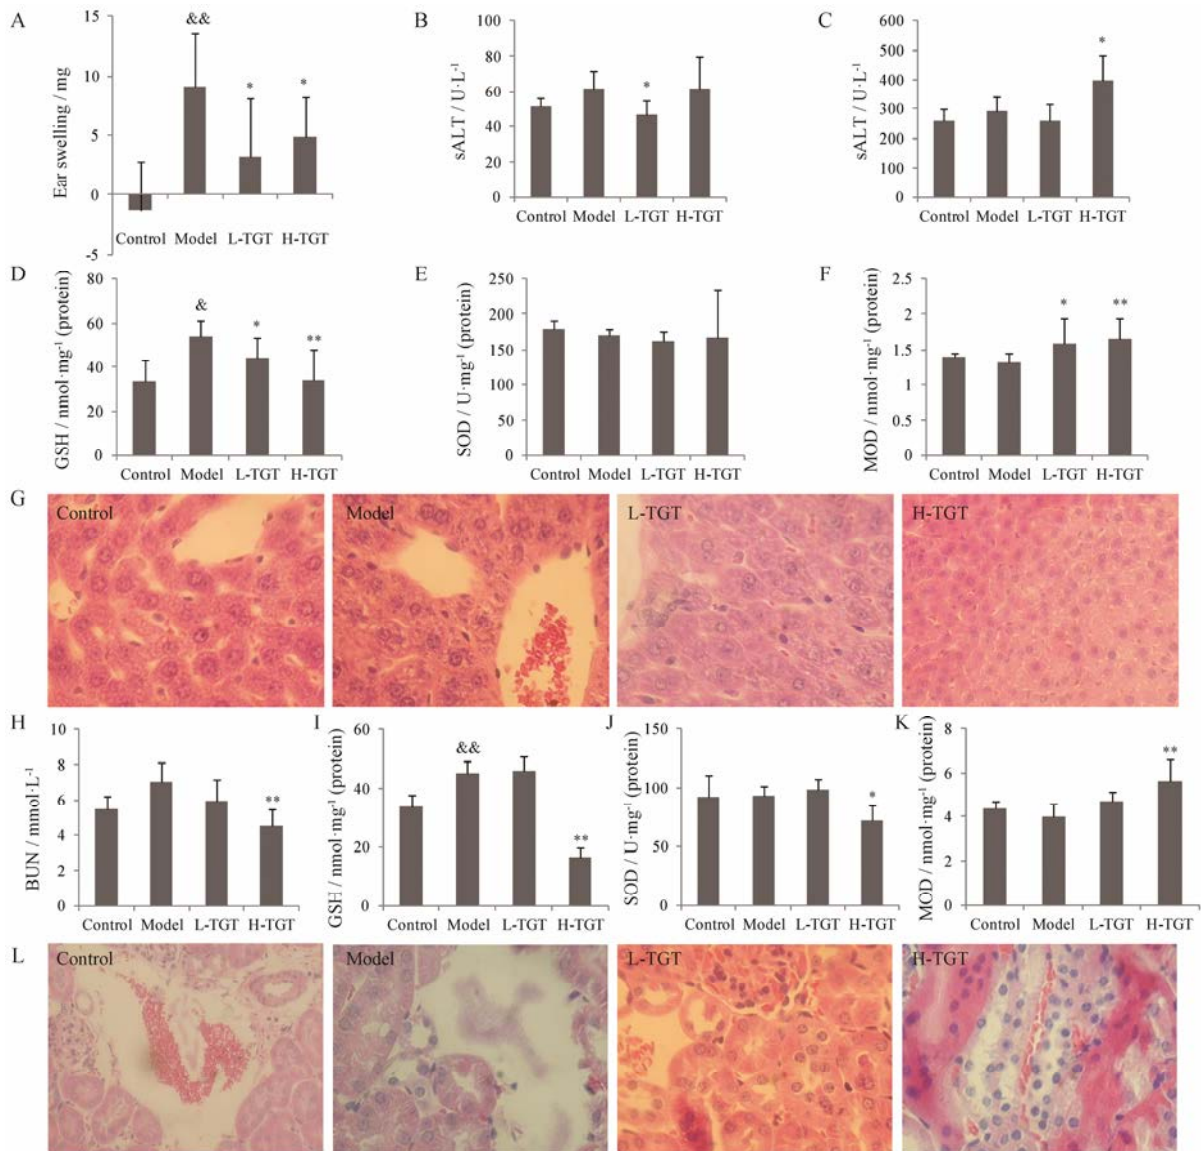 A
Ear swelling / mg
15
10
5
0
-5
&&
*
*
Control Model L-TGT H-TGT
B
sALT / U·L⁻¹
100
80
60
40
20
0
*
Control Model L-TGT H-TGT
C
sALT / U·L⁻¹
600
500
400
300
200
100
0
*
Control Model L-TGT H-TGT
D
GSH / nmol·mg⁻¹ (protein)
80
60
40
20
0
&
*
**
Control Model L-TGT H-TGT
E
SOD / U·mg⁻¹ (protein)
250
200
150
100
50
0
Control Model L-TGT H-TGT
F
MOD / nmol·mg⁻¹ (protein)
2.5
2
1.5
1
0.5
0
*
**
Control Model L-TGT H-TGT
G
Control
Model
L-TGT
H-TGT
H
BUN / mmol·L⁻¹
10
8
6
4
2
0
**
Control Model L-TGT H-TGT
I
GSH / nmol·mg⁻¹ (protein)
60
40
20
0
&&
**
Control Model L-TGT H-TGT
J
SOD / U·mg⁻¹ (protein)
150
100
50
0
*
Control Model L-TGT H-TGT
K
MOD / nmol·mg⁻¹ (protein)
8
6
4
2
0
**
Control Model L-TGT H-TGT
L
Control
Model
L-TGT
H-TGT